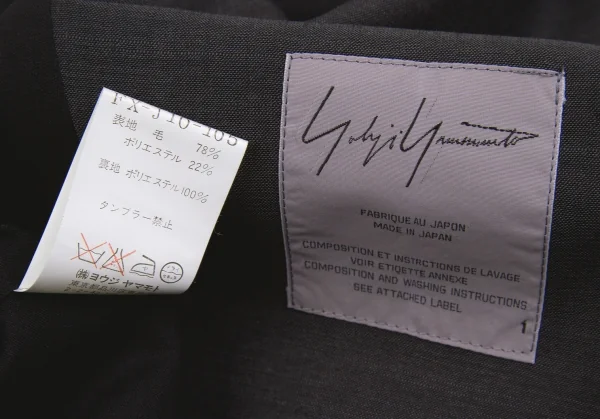 FX-J10-105
表地 毛 78%
ポリエステル 22%
裏地 ポリエステル100%
タンブラー禁止
(株)ヨウジ ヤマモト
Yohji Yamamoto
FABRIQUE AU JAPON
MADE IN JAPAN
COMPOSITION ET INSTRUCTIONS DE LAVAGE
VOIR ETIQUETTE ANNEXE
COMPOSITION AND WASHING INSTRUCTIONS
SEE ATTACHED LABEL
1